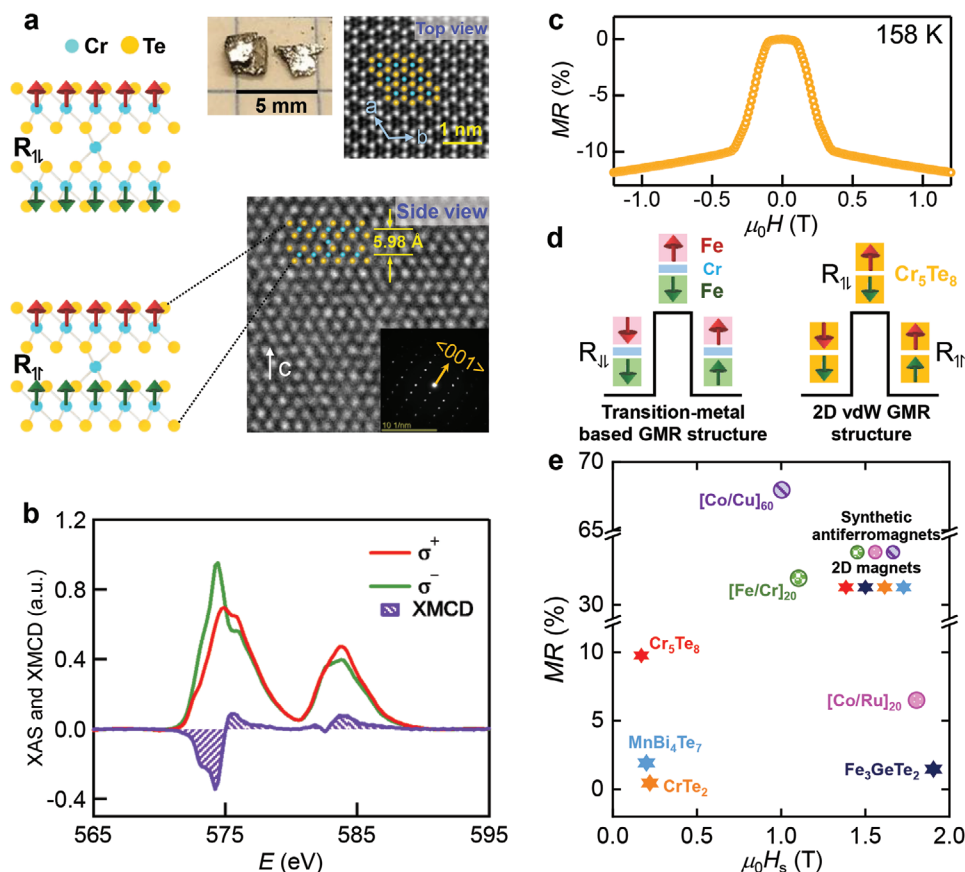 a
Cr
Te
R⥮
R⥣
5 mm
Top view
a
b
1 nm
Side view
5.98 Å
c
<001>
10 1/nm
b
1.2
0.8
0.4
0.0
-0.4
XAS and XMCD (a.u.)
σ⁺
σ⁻
XMCD
565
575
585
595
E (eV)
c
158 K
0
-5
-10
MR (%)
-1.0
-0.5
0.0
0.5
1.0
μ₀H (T)
d
Fe
Cr
Fe
R⇃⇂
Transition-metal
based GMR structure
R⥮
Cr₅Te₈
R⥣
2D vdW GMR
structure
e
70
65
30
10
5
0
MR (%)
[Co/Cu]₆₀
Synthetic
antiferromagnets
2D magnets
[Fe/Cr]₂₀
Cr₅Te₈
[Co/Ru]₂₀
MnBi₄Te₇
CrTe₂
Fe₃GeTe₂
0.0
0.5
1.0
1.5
2.0
μ₀Hₛ (T)